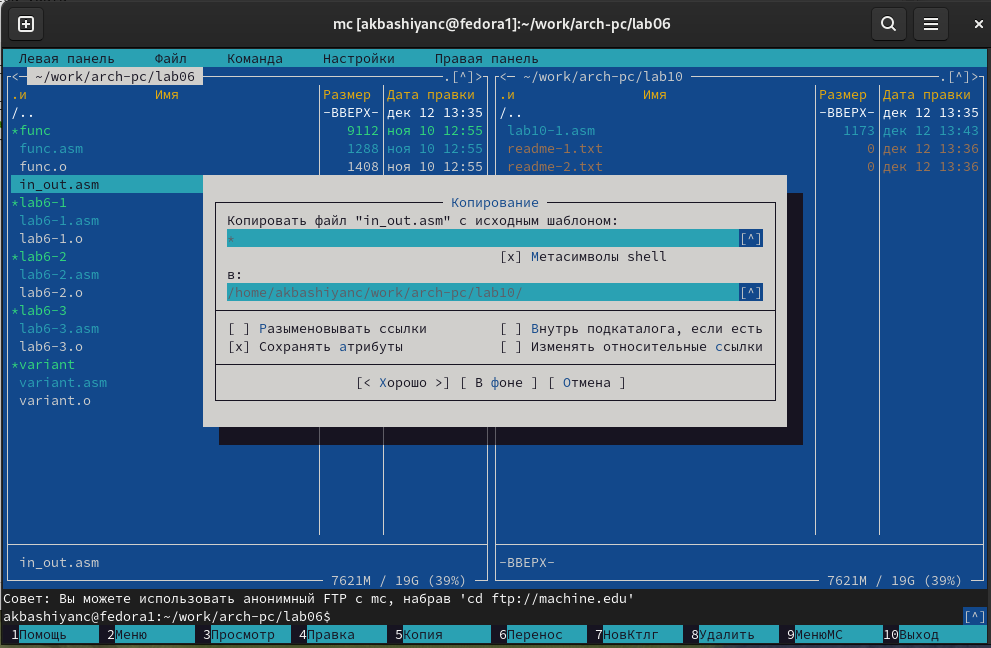 mc [akbashiyanc@fedora1]:~/work/arch-pc/lab06
Левая панель Файл Команда Настройки Правая панель
<- ~/work/arch-pc/lab06 .[^]> <- ~/work/arch-pc/lab10 .[^]>
.и Имя Размер Дата правки .и Имя Размер Дата правки
/.. -ВВЕРХ- дек 12 13:35 /.. -ВВЕРХ- дек 12 13:35
*func 9112 ноя 10 12:55 lab10-1.asm 1173 дек 12 13:43
func.asm 1288 ноя 10 12:55 readme-1.txt 0 дек 12 13:36
func.o 1408 ноя 10 12:55 readme-2.txt 0 дек 12 13:36
in_out.asm
*lab6-1
lab6-1.asm
lab6-1.o
*lab6-2
lab6-2.asm
lab6-2.o
*lab6-3
lab6-3.asm
lab6-3.o
*variant
variant.asm
variant.o
Копирование
Копировать файл "in_out.asm" с исходным шаблоном:
* [^]
[x] Метасимволы shell
в:
/home/akbashiyanc/work/arch-pc/lab10/ [^]
[ ] Разыменовывать ссылки [ ] Внутрь подкаталога, если есть
[x] Сохранять атрибуты [ ] Изменять относительные ссылки
[< Хорошо >] [ В фоне ] [ Отмена ]
in_out.asm -ВВЕРХ-
7621M / 19G (39%) 7621M / 19G (39%)
Совет: Вы можете использовать анонимный FTP с mc, набрав 'cd ftp://machine.edu'
akbashiyanc@fedora1:~/work/arch-pc/lab06$ [^]
1Помощь 2Меню 3Просмотр 4Правка 5Копия 6Перенос 7НовКтлг 8Удалить 9МенюМС 10Выход